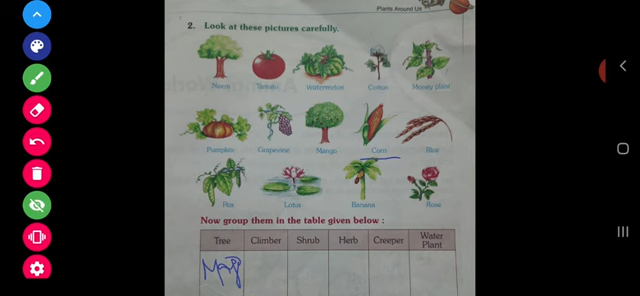 Plants Around Us
2. Look at these pictures carefully.
Neem Tomato Watermelon Cotton Money plant
Pumpkin Grapevine Mango Corn Rice
Pea Lotus Banana Rose
Now group them in the table given below :
Tree Climber Shrub Herb Creeper Water Plant